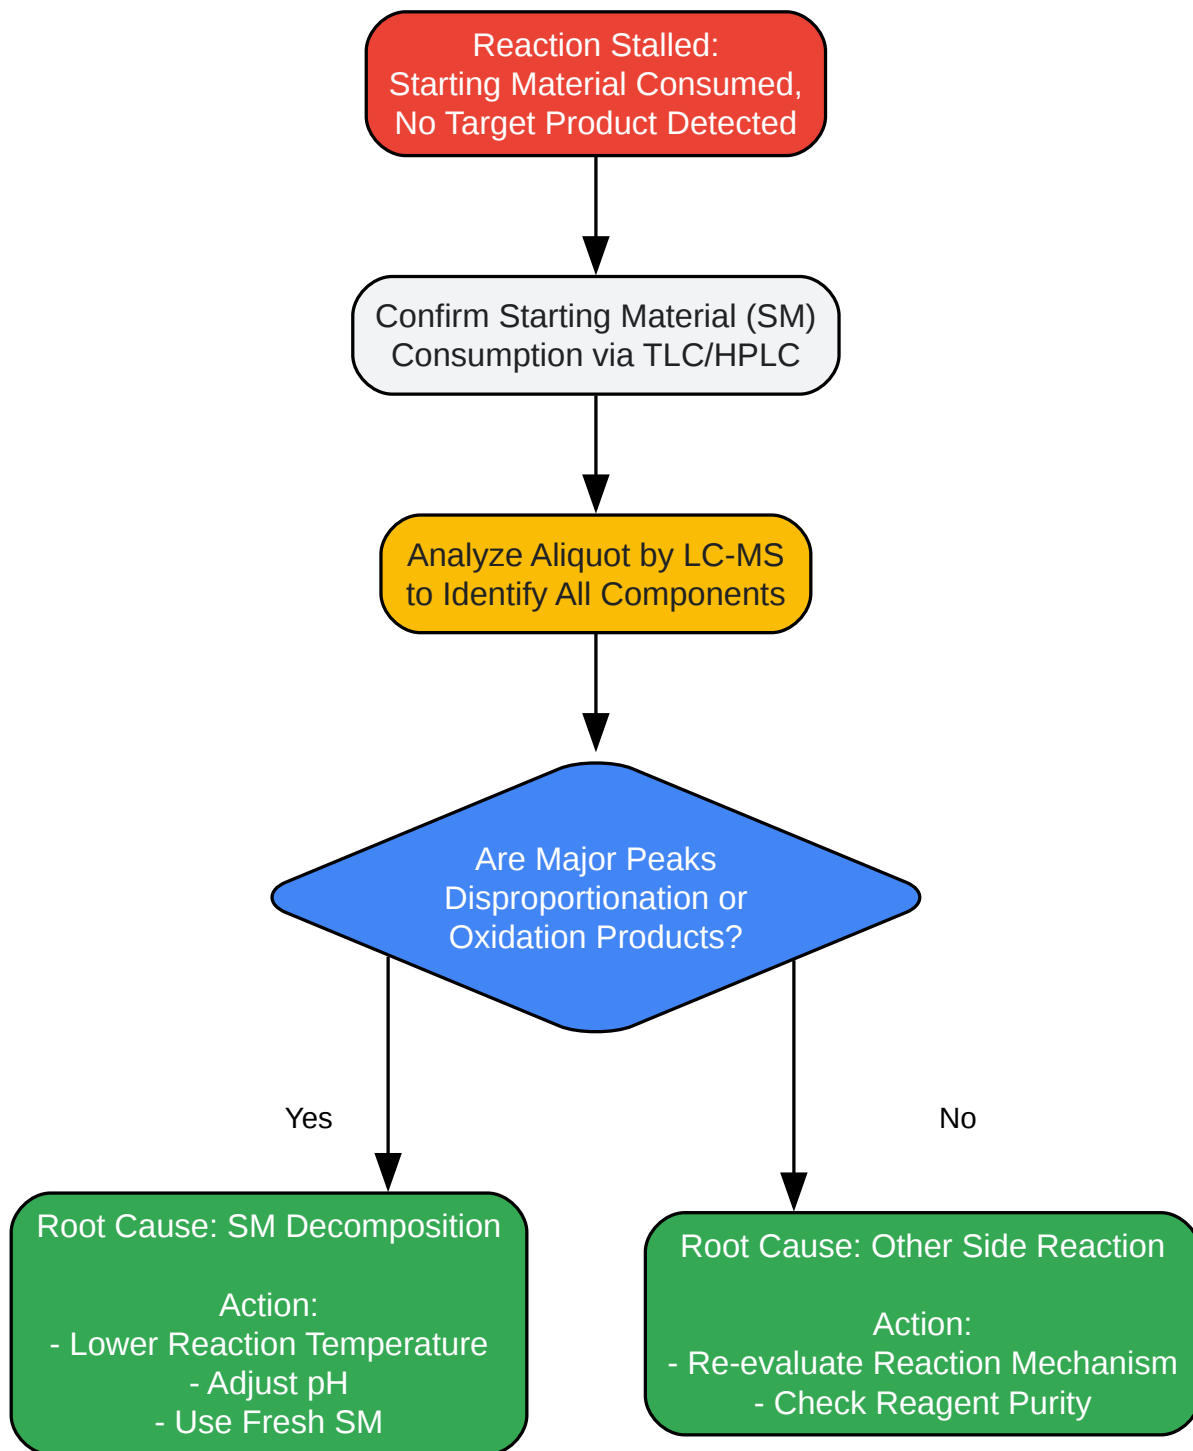 Reaction Stalled:
Starting Material Consumed,
No Target Product Detected
Confirm Starting Material (SM)
Consumption via TLC/HPLC
Analyze Aliquot by LC-MS
to Identify All Components
Are Major Peaks
Disproportionation or
Oxidation Products?
Yes
No
Root Cause: SM Decomposition
Action:
- Lower Reaction Temperature
- Adjust pH
- Use Fresh SM
Root Cause: Other Side Reaction
Action:
- Re-evaluate Reaction Mechanism
- Check Reagent Purity